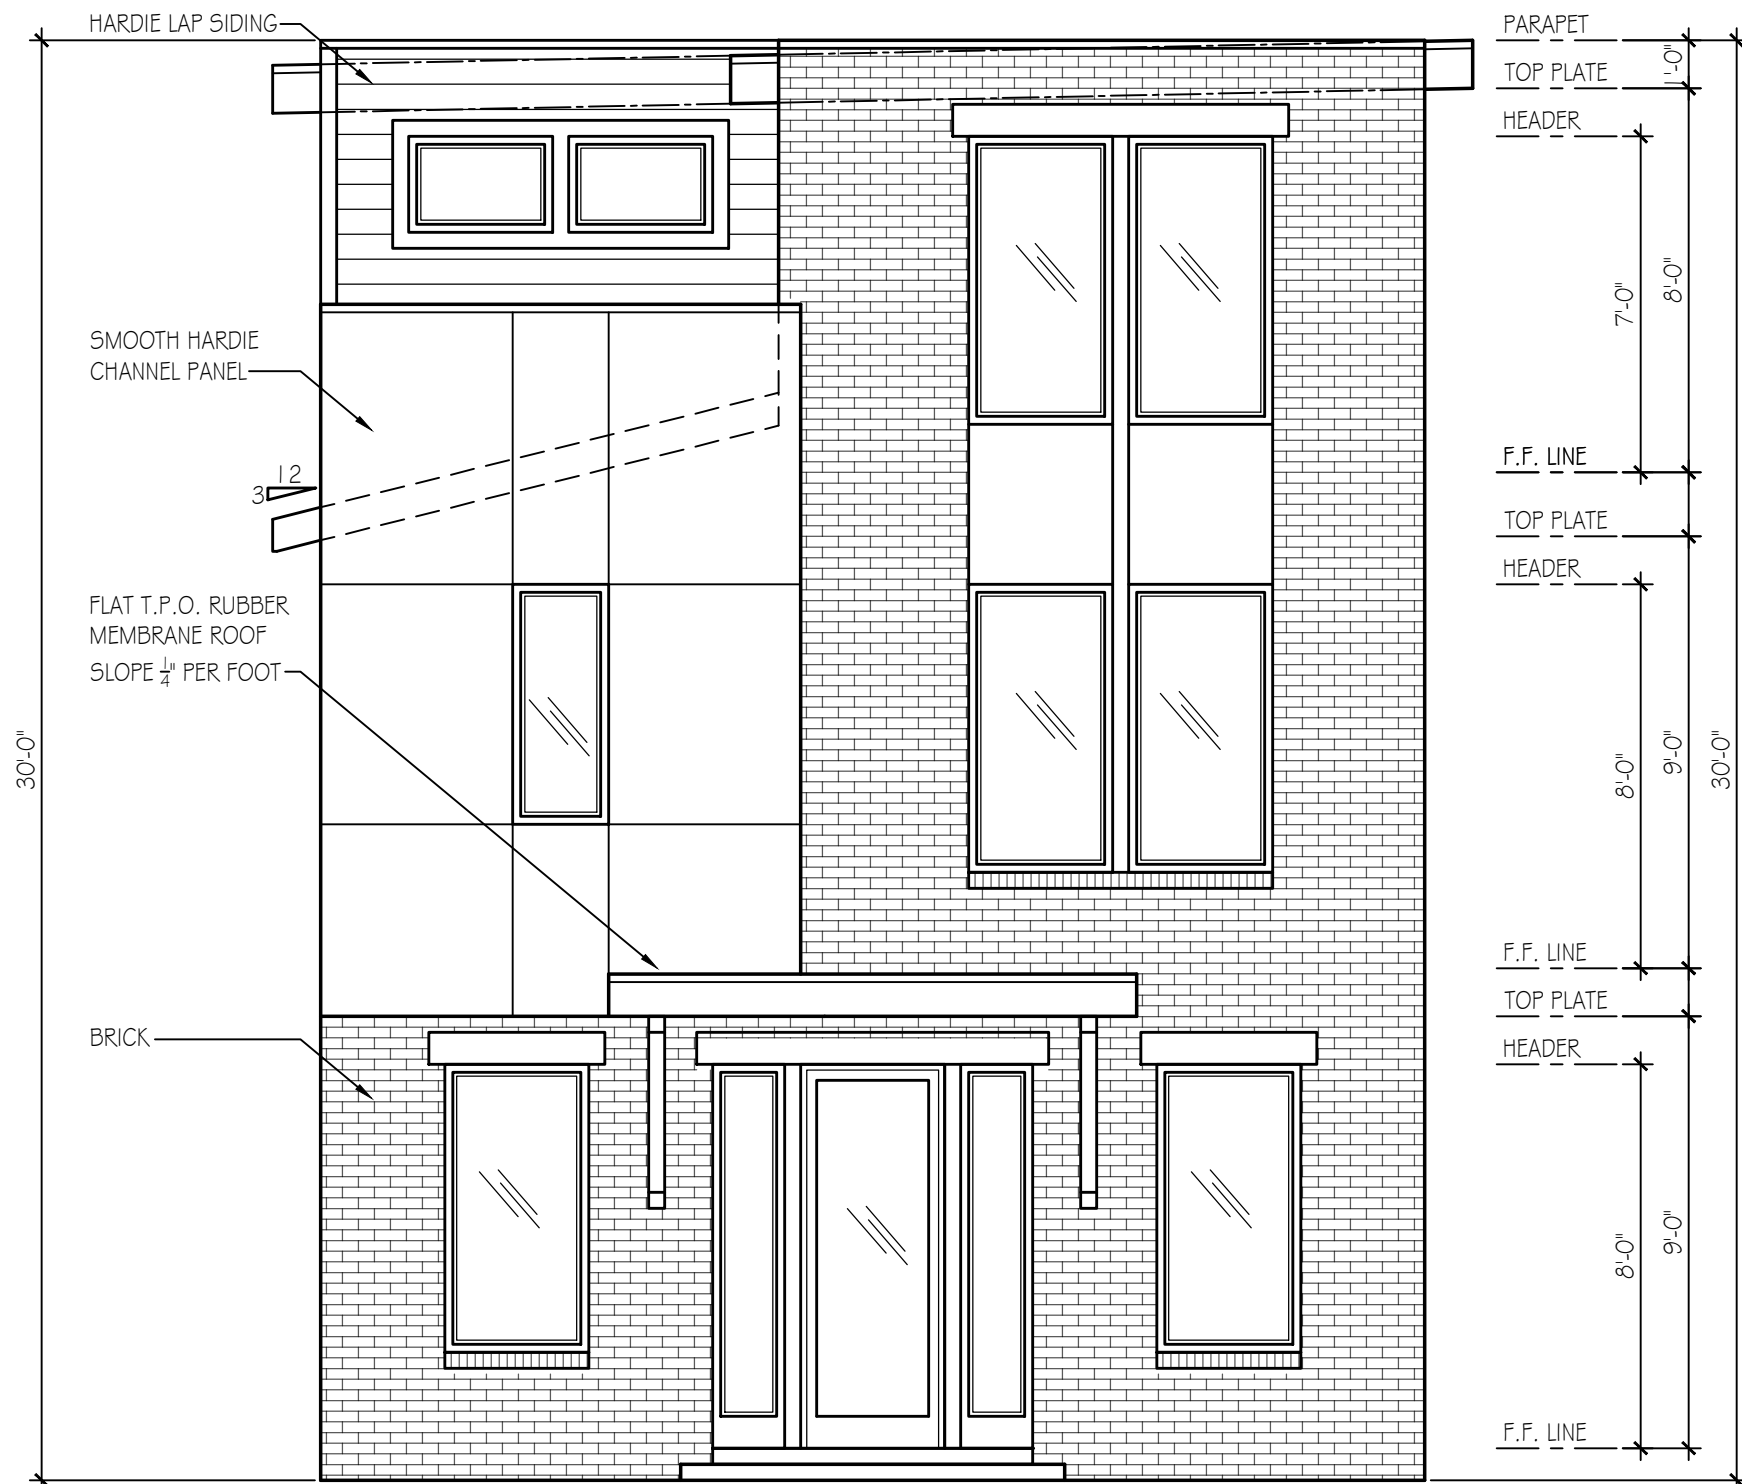 HARDIE LAP SIDING
PARAPET
1'-0"
TOP PLATE
HEADER
8'-0"
7'-0"
SMOOTH HARDIE
CHANNEL PANEL
F.F. LINE
12
3
TOP PLATE
HEADER
FLAT T.P.O. RUBBER
MEMBRANE ROOF
SLOPE 1/4" PER FOOT
30'-0"
8'-0"
9'-0"
30'-0"
F.F. LINE
TOP PLATE
BRICK
HEADER
8'-0"
9'-0"
F.F. LINE